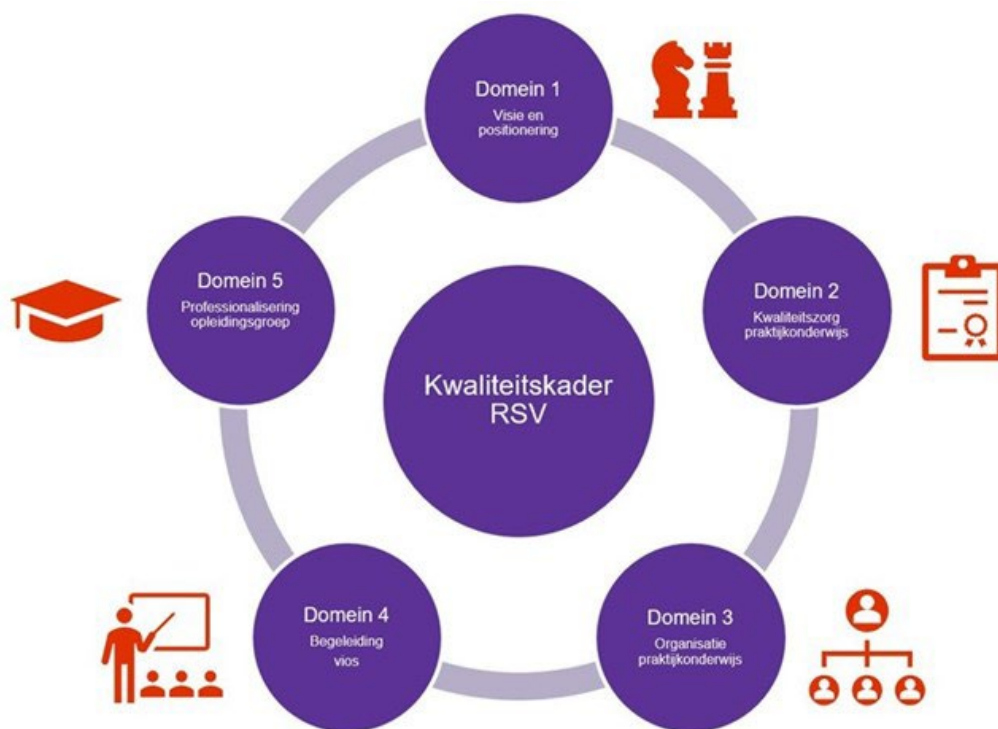 Domein 1
Visie en
positionering
Domein 2
Kwaliteitszorg
praktijkonderwijs
Domein 3
Organisatie
praktijkonderwijs
Domein 4
Begeleiding
vios
Domein 5
Professionalisering
opleidingsgroep
Kwaliteitskader
RSV